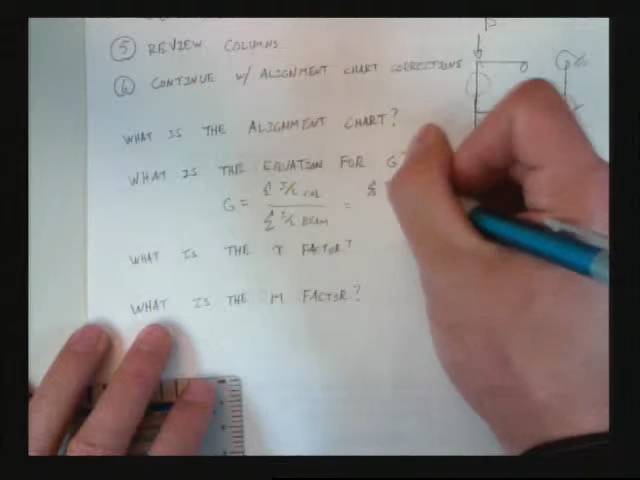 5 REVIEW COLUMNS
6 CONTINUE W/ ALIGNMENT CHART CORRECTIONS
P
WHAT IS THE ALIGNMENT CHART?
WHAT IS THE EQUATION FOR G?
G = Σ I/L COL / Σ I/L BEAM = Σ
WHAT IS THE τ FACTOR?
WHAT IS THE M FACTOR?